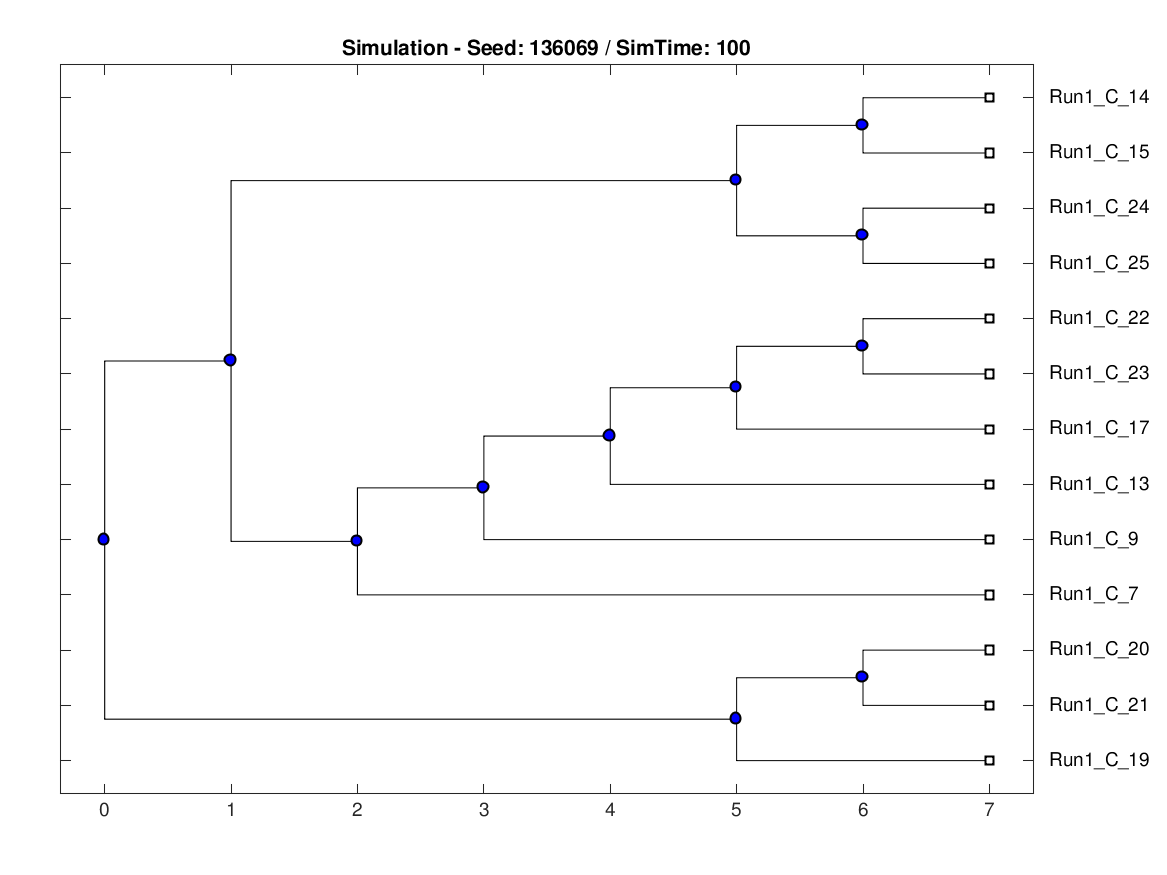 Simulation - Seed: 136069 / SimTime: 100
Run1_C_14
Run1_C_15
Run1_C_24
Run1_C_25
Run1_C_22
Run1_C_23
Run1_C_17
Run1_C_13
Run1_C_9
Run1_C_7
Run1_C_20
Run1_C_21
Run1_C_19
0 1 2 3 4 5 6 7